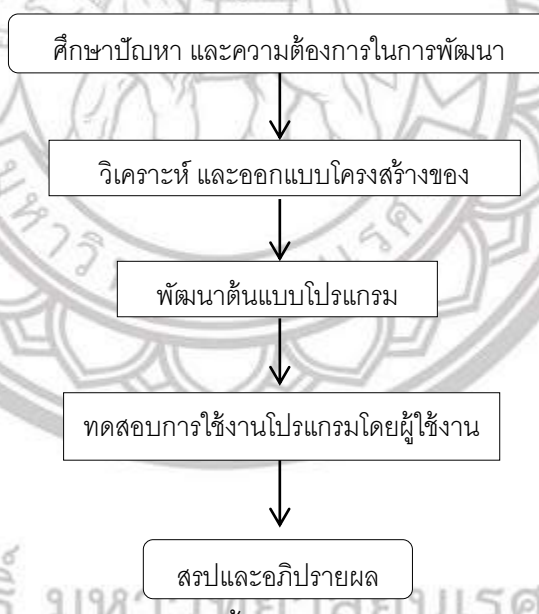 ศึกษาปัญหา และความต้องการในการพัฒนา
วิเคราะห์ และออกแบบโครงสร้างของ
พัฒนาต้นแบบโปรแกรม
ทดสอบการใช้งานโปรแกรมโดยผู้ใช้งาน
สรุปและอภิปรายผล